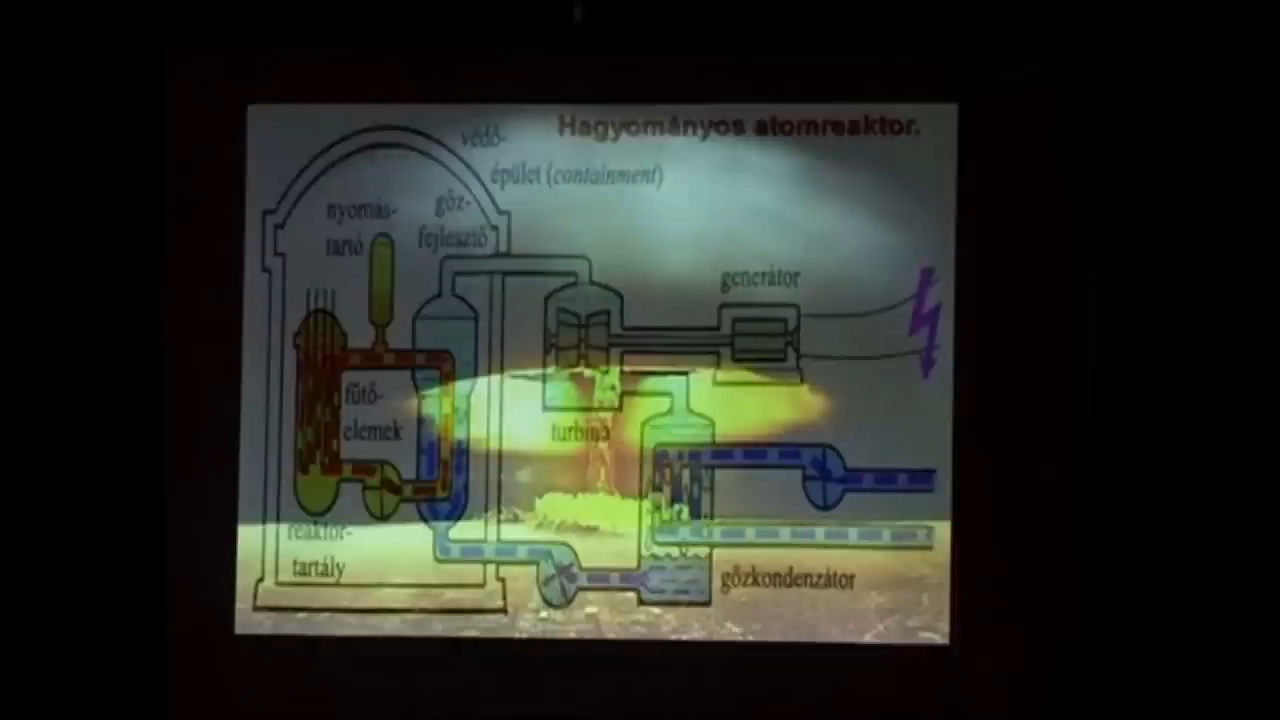 Hagyományos atomreaktor.
védő-
épület (containment)
nyomás-
tartó
gőz-
fejlesztő
generátor
fűtő-
elemek
turbina
reaktor-
tartály
gőzkondenzátor